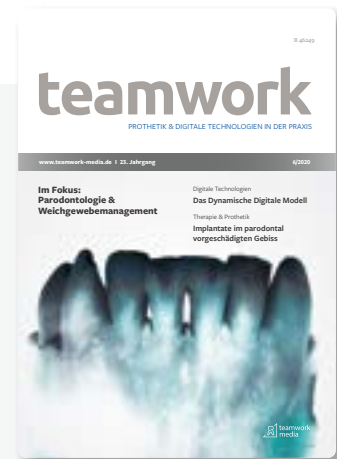 B 46249
teamwork
PROTHETIK & DIGITALE TECHNOLOGIEN IN DER PRAXIS
www.teamwork-media.de I 23. Jahrgang
6/2020
Im Fokus:
Parodontologie &
Weichgewebemanagement
Digitale Technologien
Das Dynamische Digitale Modell
Therapie & Prothetik
Implantate im parodontal
vorgeschädigten Gebiss
teamwork
media